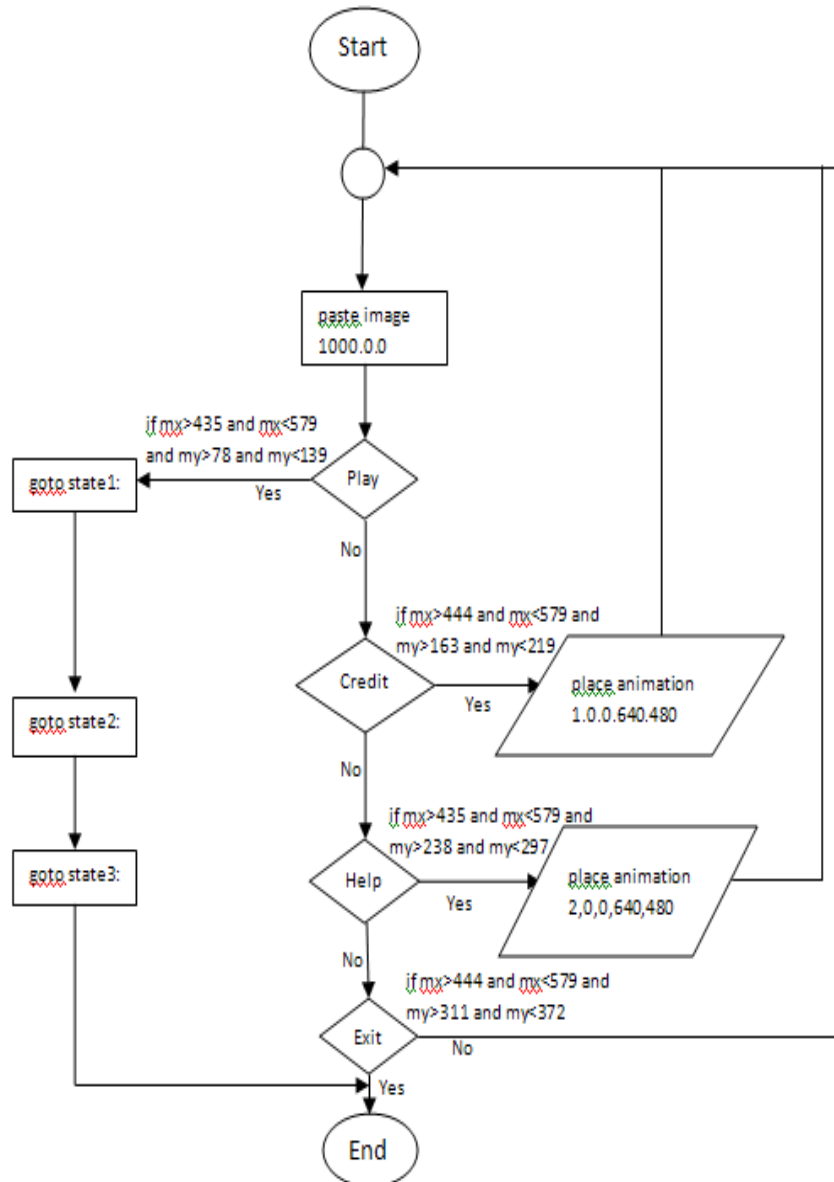 Start
paste image
1000.0.0
if mx>435 and mx<579
and my>78 and my<139
Play
goto state1:
Yes
No
if mx>444 and mx<579 and
my>163 and my<219
Credit
place animation
1.0.0.640.480
Yes
goto state2:
No
if mx>435 and mx<579 and
my>238 and my<297
goto state3:
Help
place animation
2,0,0,640,480
Yes
No
if mx>444 and mx<579 and
my>311 and my<372
Exit
No
Yes
End